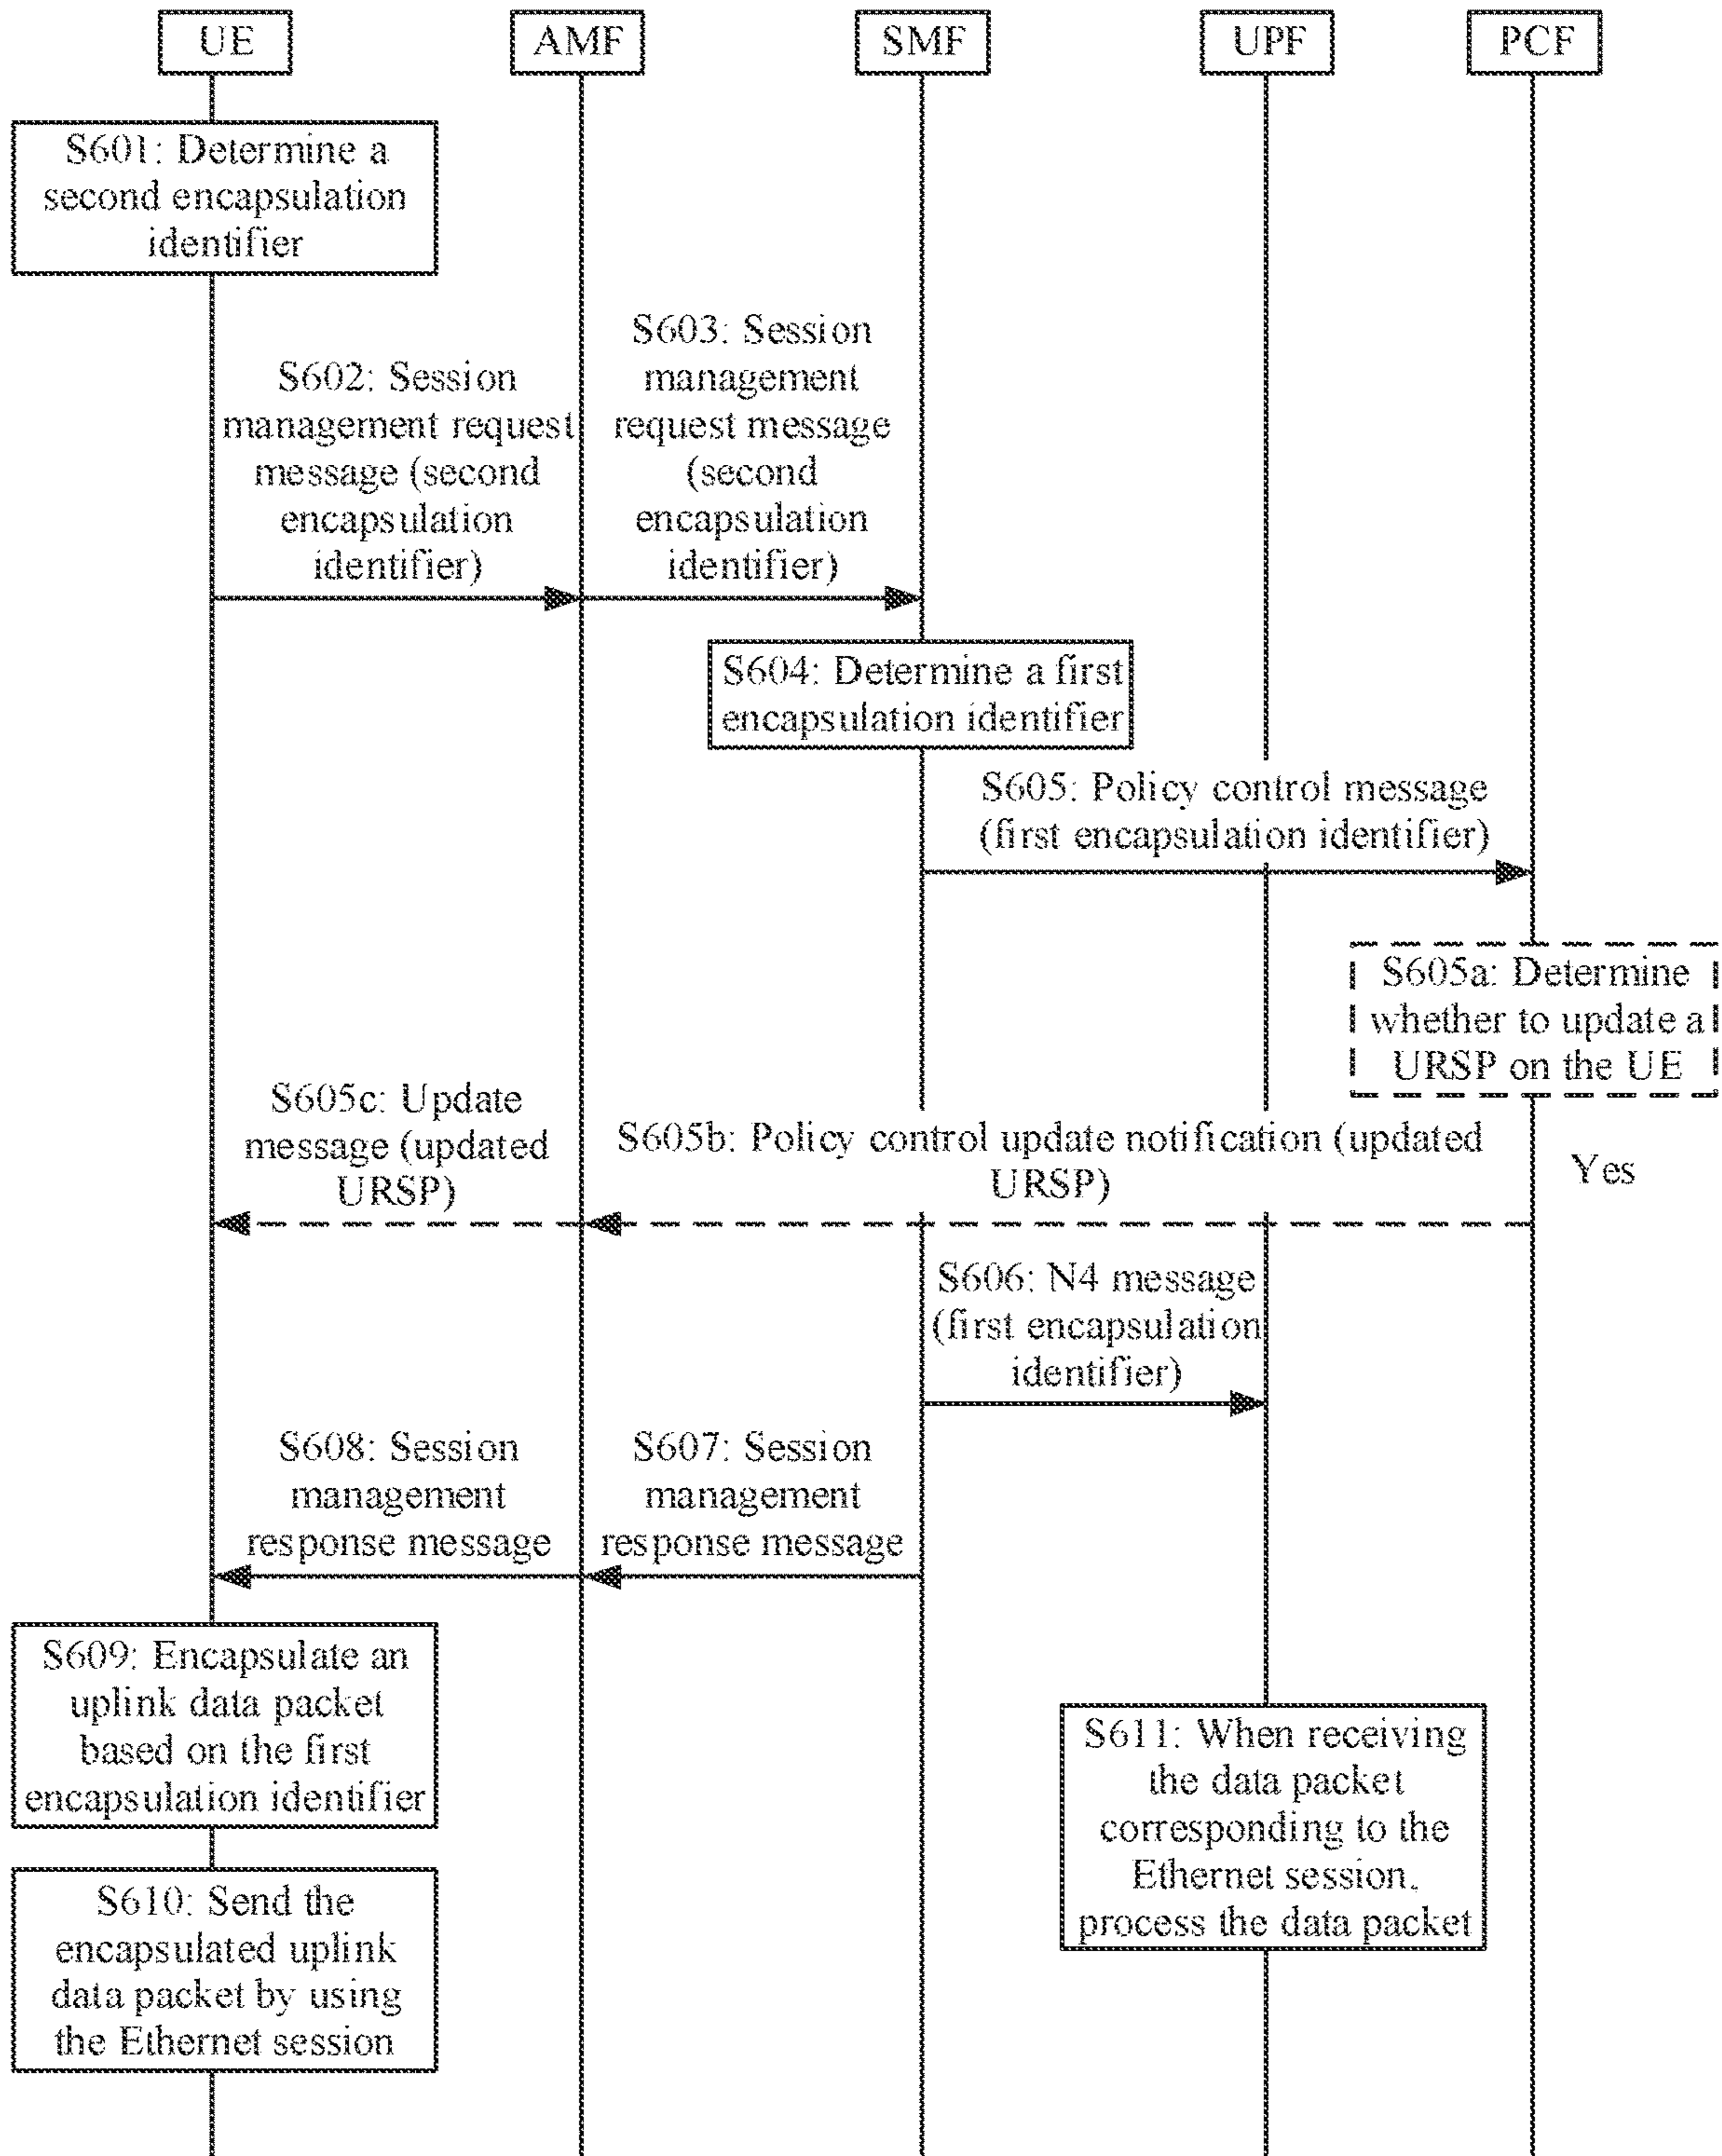 UE
AMF
SMF
UPF
PCF
S601: Determine a
second encapsulation
identifier
S602: Session
management request
message (second
encapsulation
identifier)
S603: Session
management
request message
(second
encapsulation
identifier)
S604: Determine a first
encapsulation identifier
S605: Policy control message
(first encapsulation identifier)
S605a: Determine
whether to update a
URSP on the UE
S605c: Update
message (updated
URSP)
S605b: Policy control update notification (updated
URSP)
Yes
S606: N4 message
(first encapsulation
identifier)
S608: Session
management
response message
S607: Session
management
response message
S609: Encapsulate an
uplink data packet
based on the first
encapsulation identifier
S611: When receiving
the data packet
corresponding to the
Ethernet session,
process the data packet
S610: Send the
encapsulated uplink
data packet by using
the Ethernet session